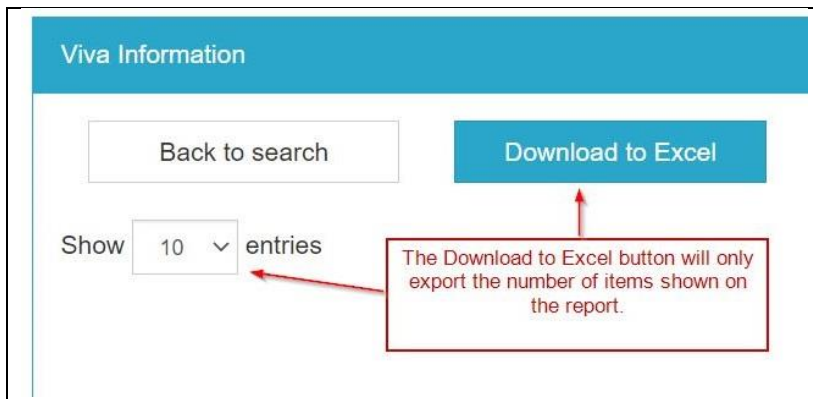 Viva Information
Back to search
Download to Excel
Show 10 entries
The Download to Excel button will only
export the number of items shown on
the report.